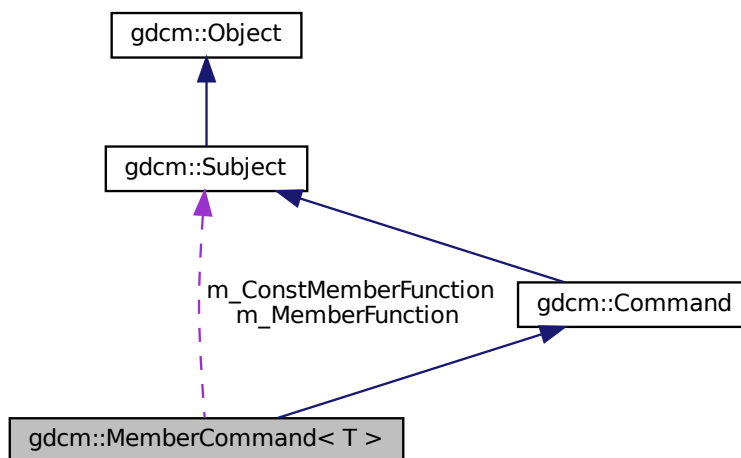 gdcm::Object
gdcm::Subject
m_ConstMemberFunction
m_MemberFunction
gdcm::Command
gdcm::MemberCommand< T >